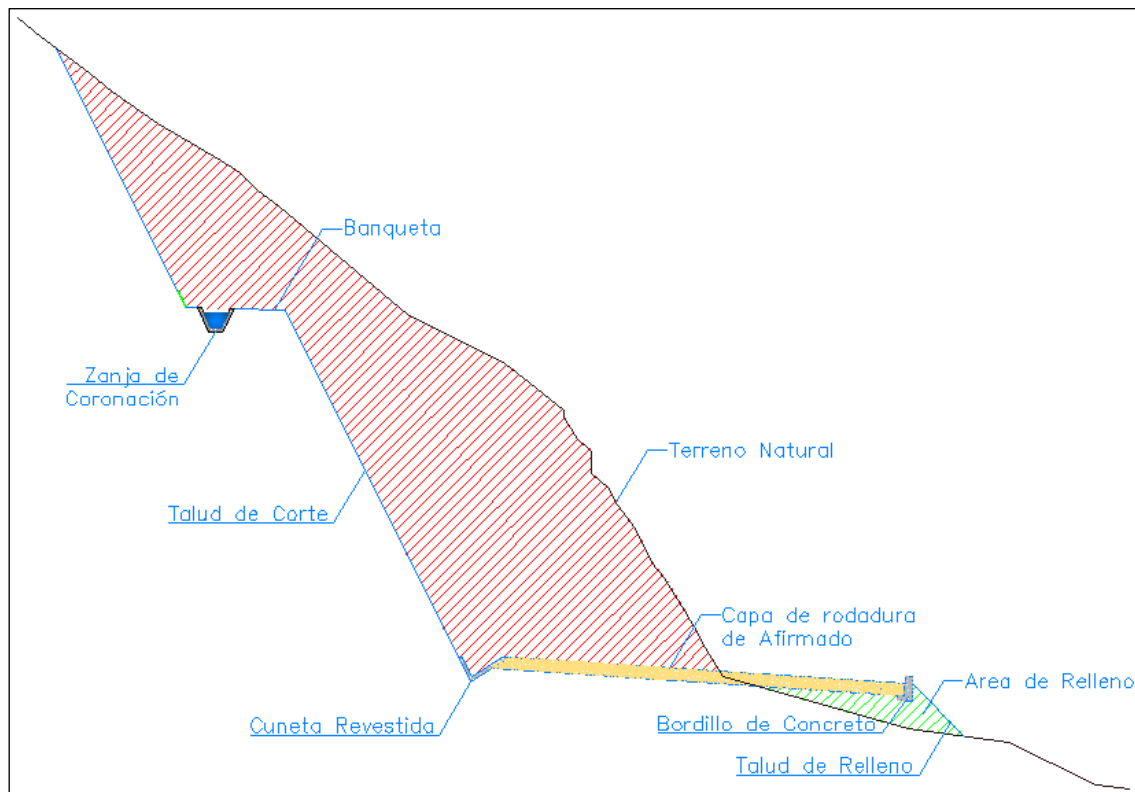 Banqueta
Zanja de
Coronación
Terreno Natural
Talud de Corte
Capa de rodadura
de Afirmado
Area de Relleno
Cuneta Revestida
Bordillo de Concreto
Talud de Relleno